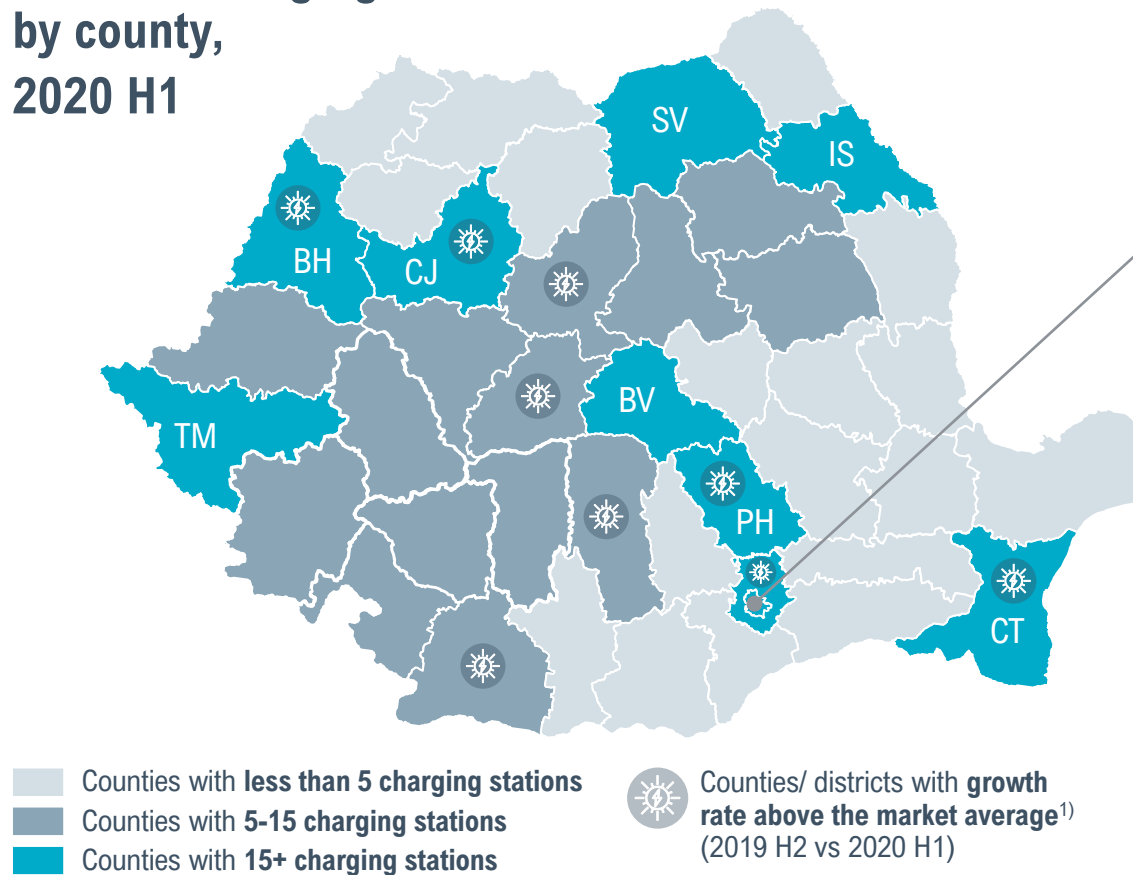 by county,
2020 H1
SV
IS
BH
CJ
BV
TM
PH
CT
Counties with less than 5 charging stations
Counties with 5-15 charging stations
Counties with 15+ charging stations
Counties/ districts with growth
rate above the market average1)
(2019 H2 vs 2020 H1)